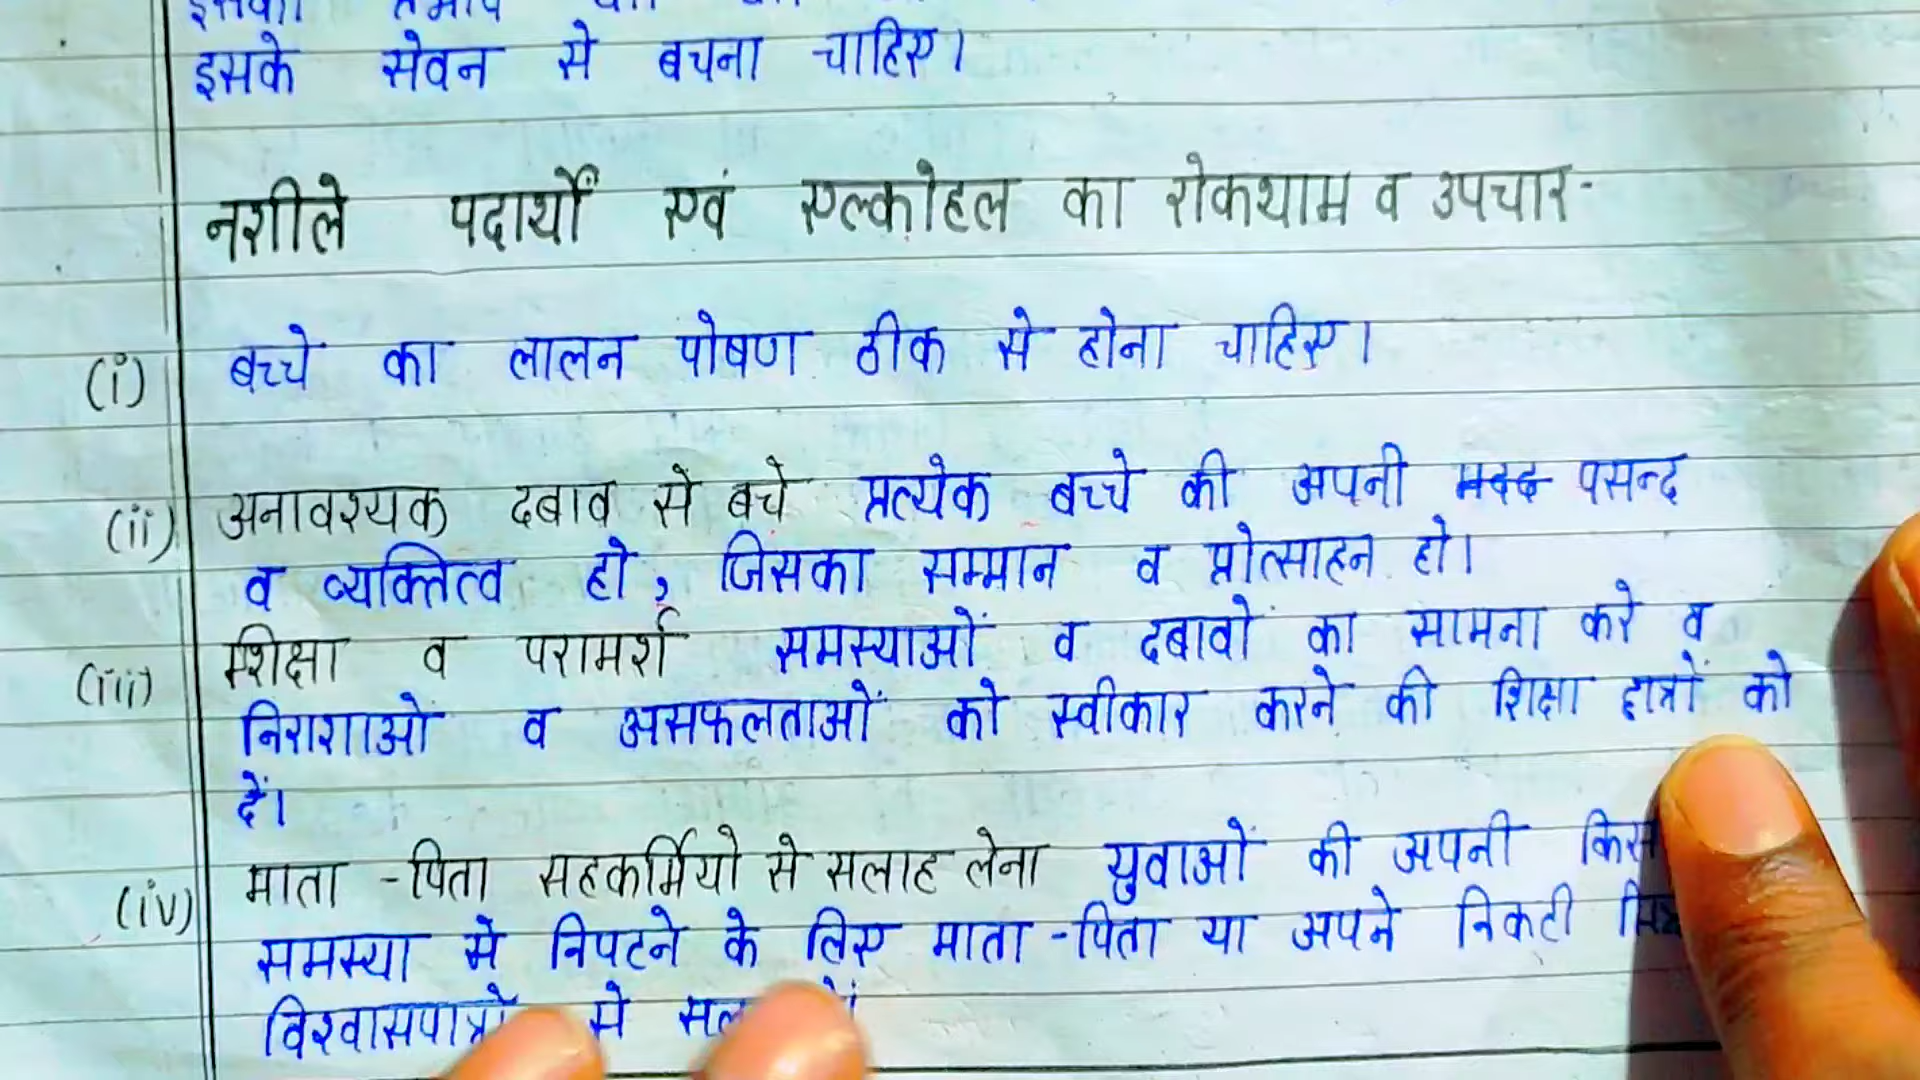 इसके सेवन से बचना चाहिए।
नशीले पदार्थों एवं एल्कोहल का रोकथाम व उपचार-
(i) बच्चे का लालन पोषण ठीक से होना चाहिए।
(ii) अनावश्यक दबाव से बचे प्रत्येक बच्चे की अपनी पसन्द
व व्यक्तित्व हो, जिसका सम्मान व प्रोत्साहन हो।
(iii) शिक्षा व परामर्श समस्याओं व दबावों का सामना करे व
निराशाओं व असफलताओं को स्वीकार करने की शिक्षा छात्रों को
दें।
(iv) माता -पिता सहकर्मियो से सलाह लेना युवाओं की अपनी
समस्या से निपटने के लिए माता -पिता या अपने निकटी
विश्वासपात्रों से